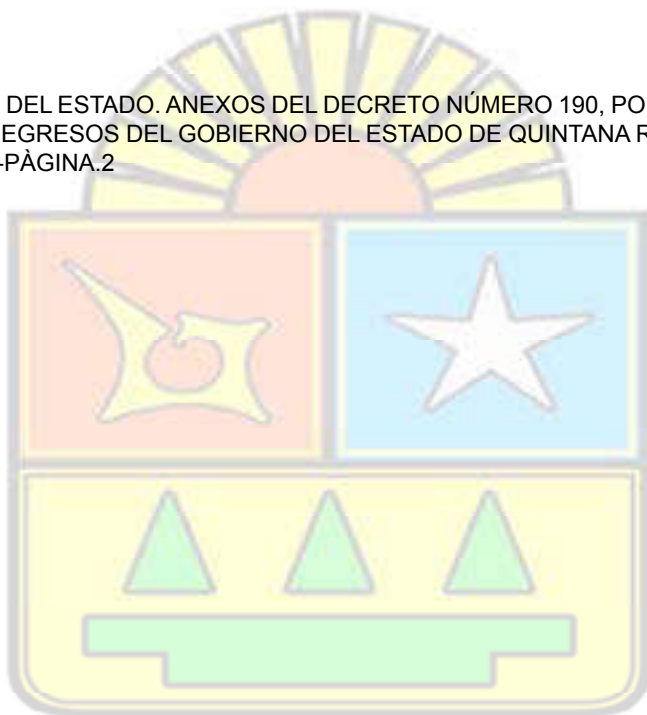 DEL ESTADO. ANEXOS DEL DECRETO NÚMERO 190, PO
EGRESOS DEL GOBIERNO DEL ESTADO DE QUINTANA R
-PÀGINA.2